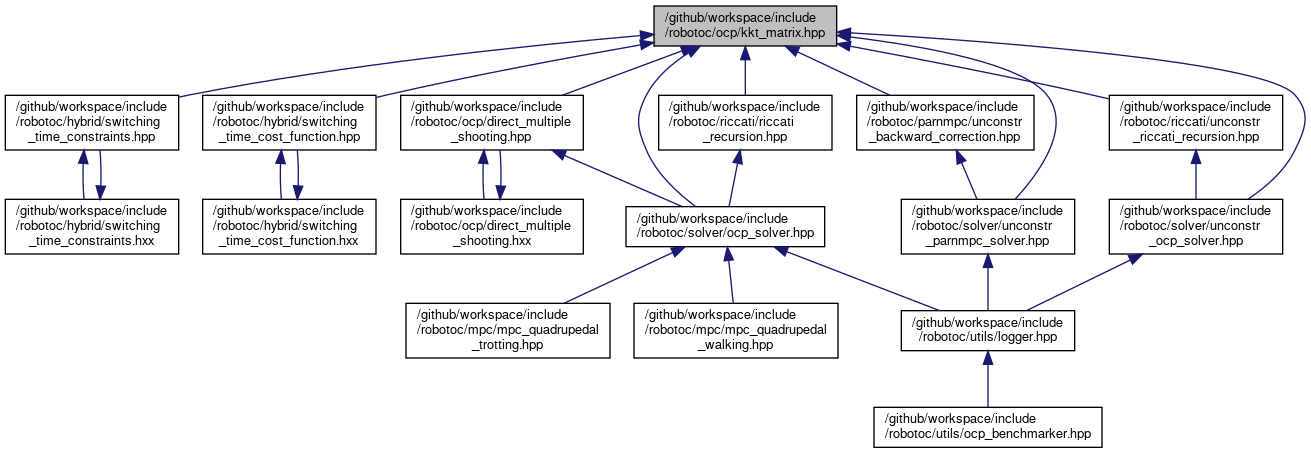 /github/workspace/include
/robotoc/ocp/kkt_matrix.hpp
/github/workspace/include
/robotoc/hybrid/switching
_time_constraints.hpp
/github/workspace/include
/robotoc/hybrid/switching
_time_cost_function.hpp
/github/workspace/include
/robotoc/ocp/direct_multiple
_shooting.hpp
/github/workspace/include
/robotoc/riccati/riccati
_recursion.hpp
/github/workspace/include
/robotoc/parnmpc/unconstr
_backward_correction.hpp
/github/workspace/include
/robotoc/riccati/unconstr
_riccati_recursion.hpp
/github/workspace/include
/robotoc/hybrid/switching
_time_constraints.hxx
/github/workspace/include
/robotoc/hybrid/switching
_time_cost_function.hxx
/github/workspace/include
/robotoc/ocp/direct_multiple
_shooting.hxx
/github/workspace/include
/robotoc/solver/ocp_solver.hpp
/github/workspace/include
/robotoc/solver/unconstr
_parnmpc_solver.hpp
/github/workspace/include
/robotoc/solver/unconstr
_ocp_solver.hpp
/github/workspace/include
/robotoc/mpc/mpc_quadrupedal
_trotting.hpp
/github/workspace/include
/robotoc/mpc/mpc_quadrupedal
_walking.hpp
/github/workspace/include
/robotoc/utils/logger.hpp
/github/workspace/include
/robotoc/utils/ocp_benchmarker.hpp